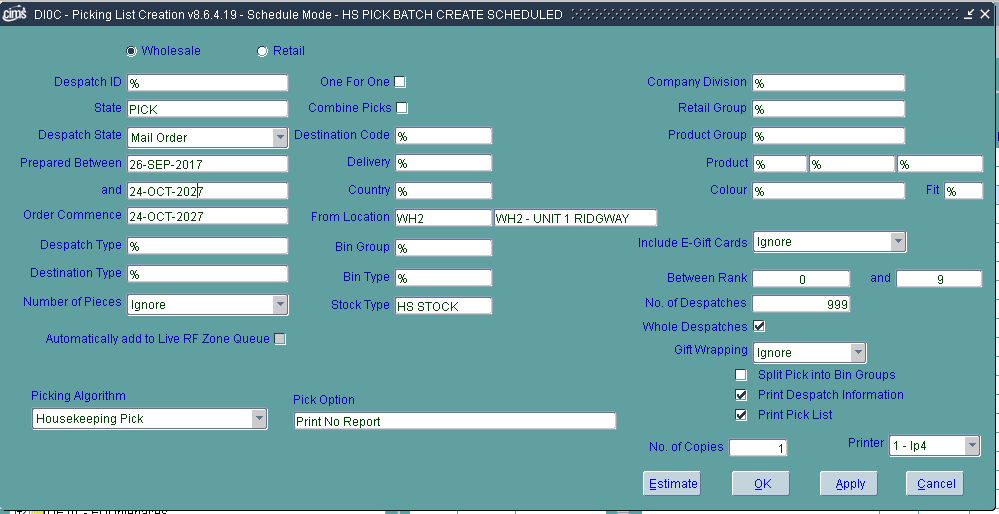 cims DI0C - Picking List Creation v8.6.4.19 - Schedule Mode - HS PICK BATCH CREATE SCHEDULED
Wholesale Retail
Despatch ID % One For One Company Division %
State PICK Combine Picks Retail Group %
Despatch State Mail Order Destination Code % Product Group %
Prepared Between 26-SEP-2017 Delivery % Product % % %
and 24-OCT-2027 Country % Colour % Fit %
Order Commence 24-OCT-2027 From Location WH2 WH2 - UNIT 1 RIDGWAY
Despatch Type % Bin Group % Include E-Gift Cards Ignore
Destination Type % Bin Type % Between Rank 0 and 9
Number of Pieces Ignore Stock Type HS STOCK No. of Despatches 999
Whole Despatches
Automatically add to Live RF Zone Queue
Gift Wrapping Ignore
Split Pick into Bin Groups
Print Despatch Information
Print Pick List
Picking Algorithm Pick Option
Housekeeping Pick Print No Report
No. of Copies 1 Printer 1 - lp4
Estimate OK Apply Cancel